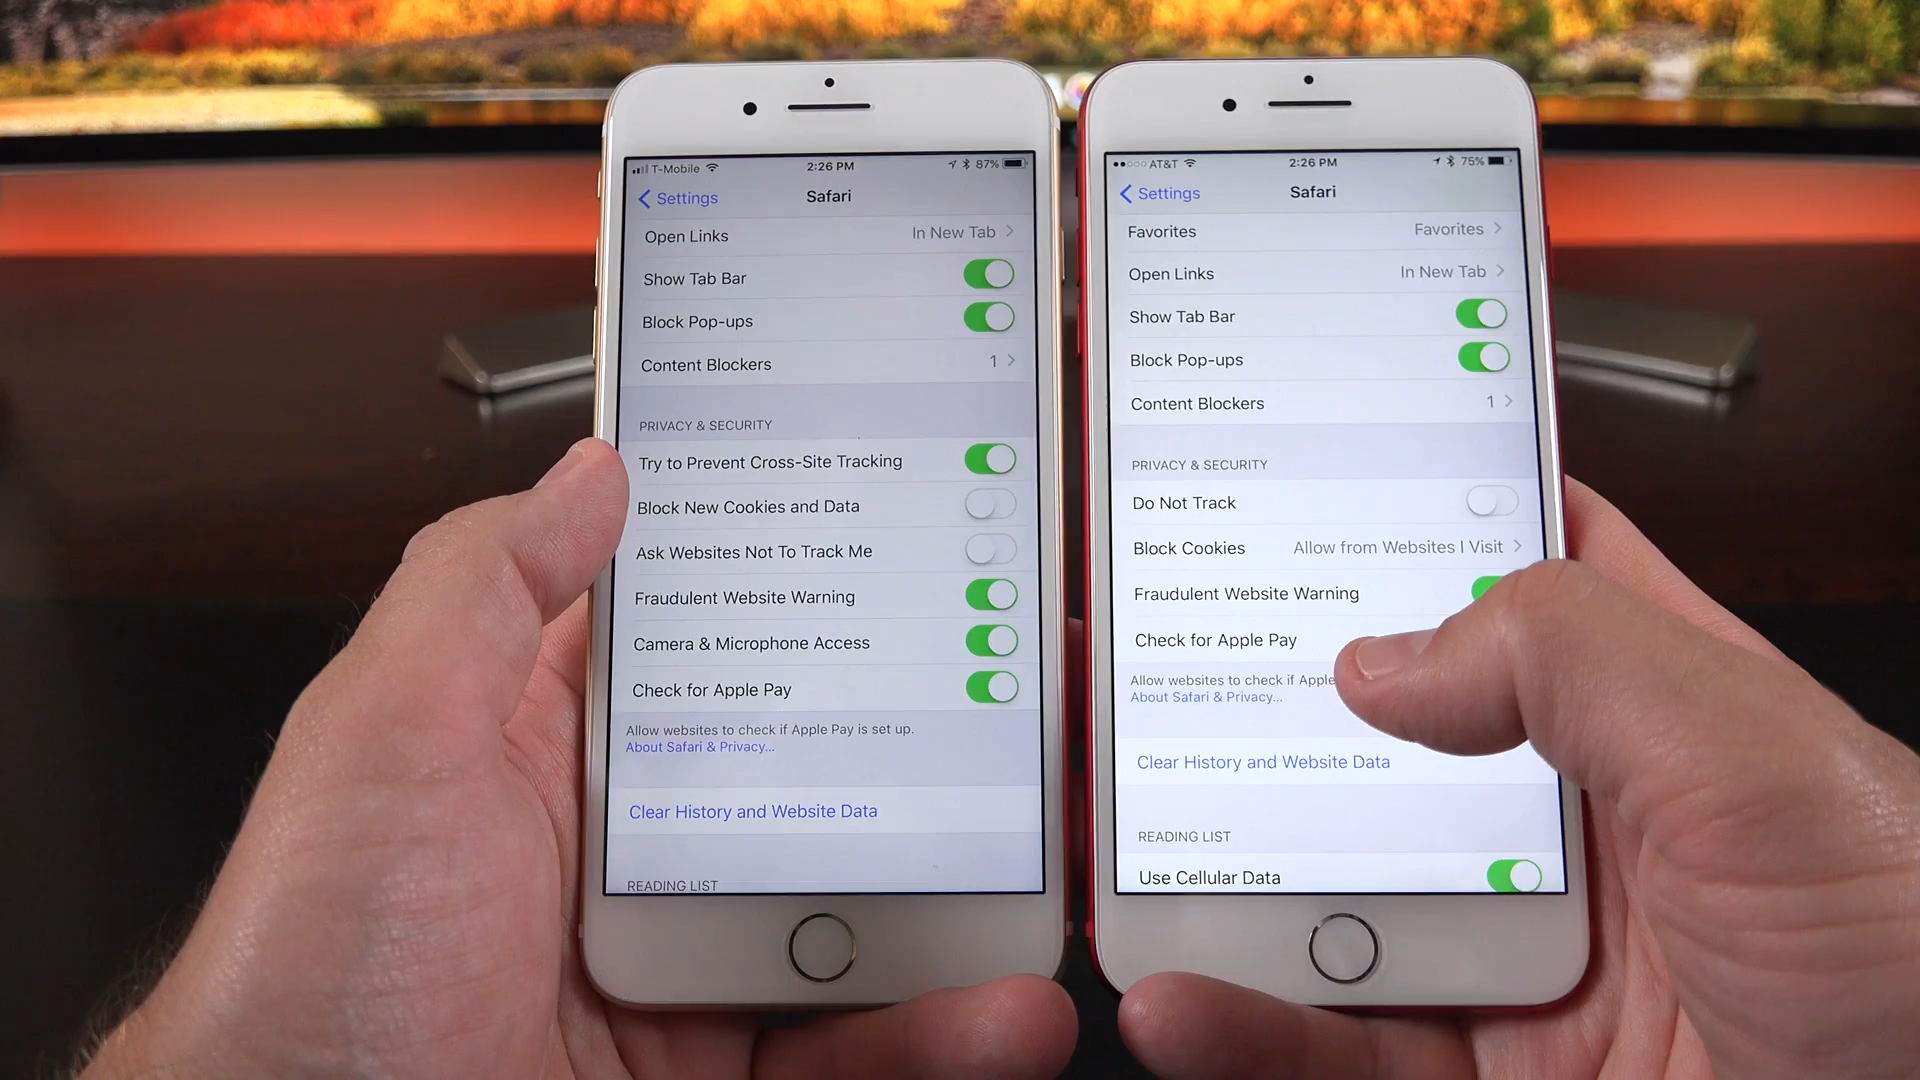 T-Mobile 2:26 PM 87%
Settings Safari
Open Links In New Tab
Show Tab Bar
Block Pop-ups
Content Blockers 1
PRIVACY & SECURITY
Try to Prevent Cross-Site Tracking
Block New Cookies and Data
Ask Websites Not To Track Me
Fraudulent Website Warning
Camera & Microphone Access
Check for Apple Pay
Allow websites to check if Apple Pay is set up.
About Safari & Privacy...
Clear History and Website Data
READING LIST
AT&T 2:26 PM 75%
Settings Safari
Favorites Favorites
Open Links In New Tab
Show Tab Bar
Block Pop-ups
Content Blockers 1
PRIVACY & SECURITY
Do Not Track
Block Cookies Allow from Websites I Visit
Fraudulent Website Warning
Check for Apple Pay
Allow websites to check if Apple
About Safari & Privacy...
Clear History and Website Data
READING LIST
Use Cellular Data